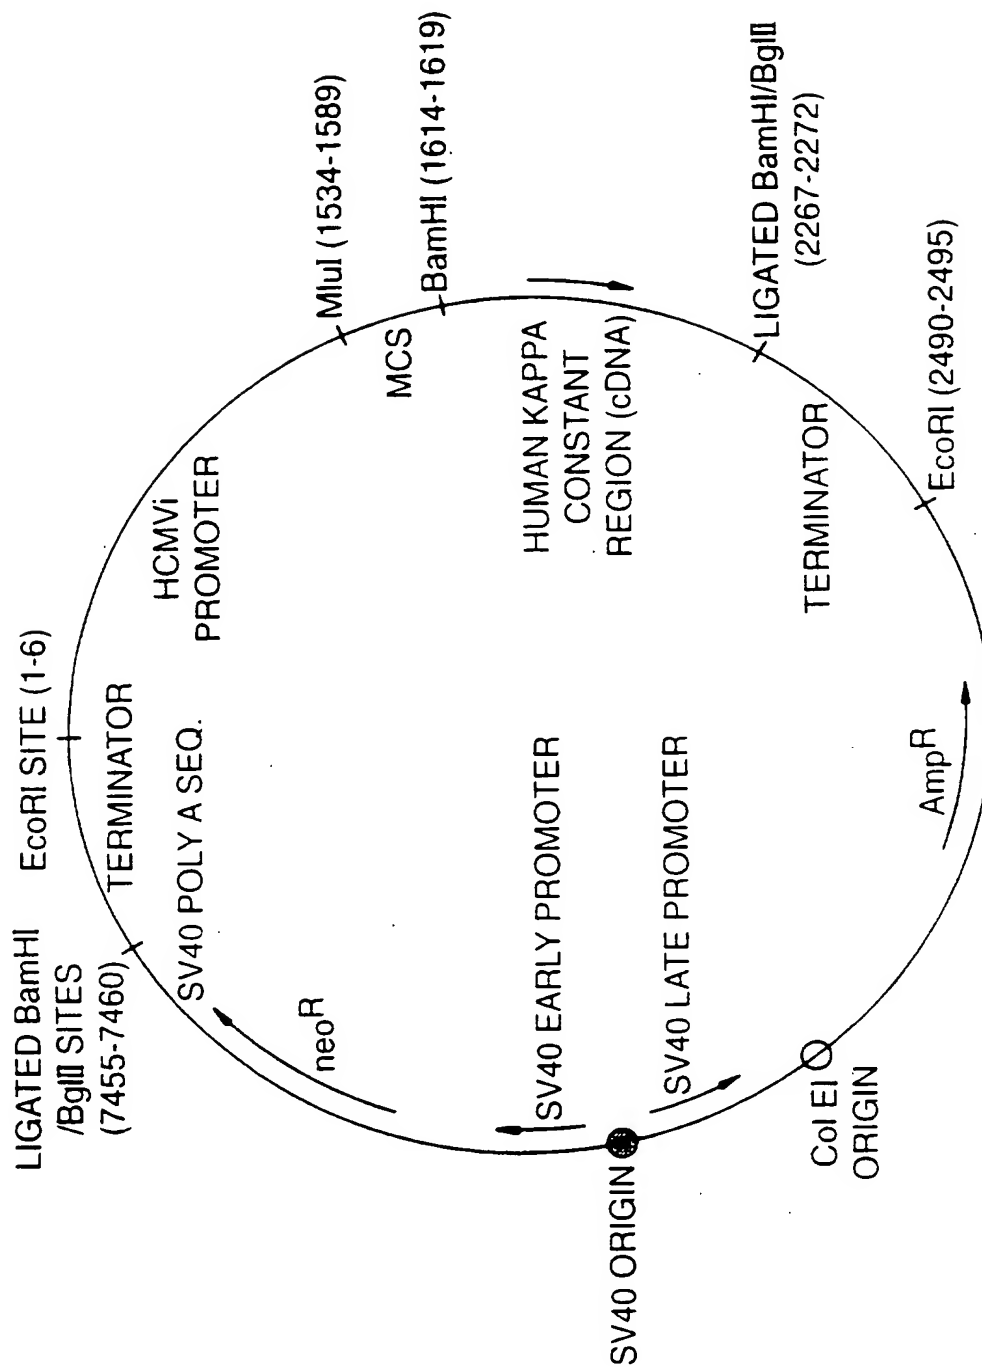 LIGATED BamHI
/BglII SITES
(7455-7460)
EcoRI SITE (1-6)
TERMINATOR
SV40 POLY A SEQ.
HCMVi
PROMOTER
MluI (1534-1589)
MCS
BamHI (1614-1619)
neoR
HUMAN KAPPA
CONSTANT
REGION (cDNA)
SV40 EARLY PROMOTER
SV40 ORIGIN
SV40 LATE PROMOTER
LIGATED BamHI/BglII
(2267-2272)
TERMINATOR
Col EI
ORIGIN
AmpR
EcoRI (2490-2495)